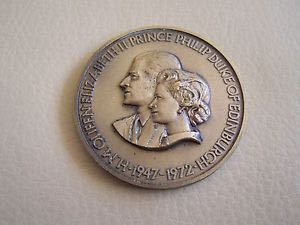 H.M. QUEEN ELIZABETH II PRINCE PHILIP DUKE OF EDINBURGH
1947-1972